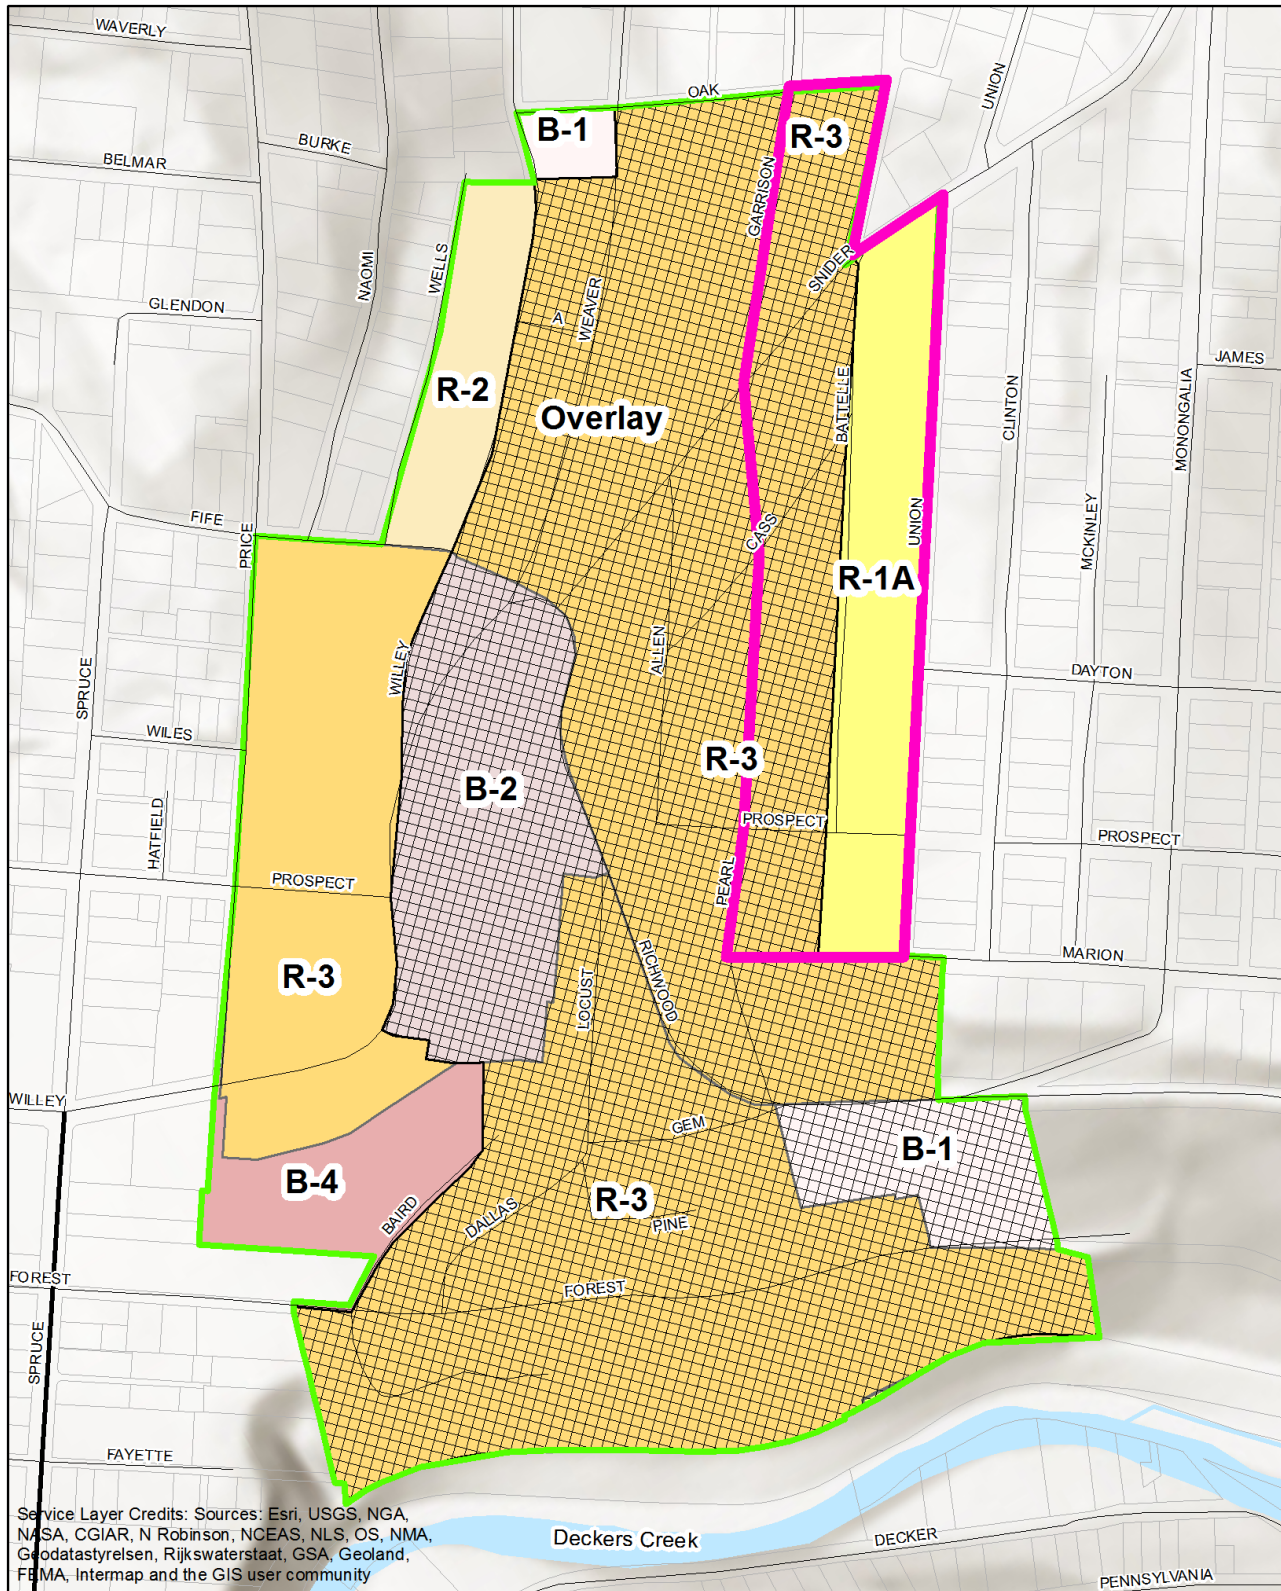 WAVERLY
OAK
UNION
B-1
R-3
BURKE
BELMAR
GARRISON
NAOMI
WELLS
SNIDER
GLENDON
WEAVER
A
JAMES
R-2
BATTELLE
CLINTON
MONONGALIA
Overlay
FIFE
PRICE
CASS
UNION
MCKINLEY
R-1A
ALLEN
WILLEY
SPRUCE
DAYTON
WILES
R-3
B-2
HATFIELD
PROSPECT
PROSPECT
PROSPECT
PEARL
R-3
LOCUST
RICHWOOD
MARION
WILLEY
GEM
B-1
B-4
BAIRD
DALLAS
R-3
PINE
FOREST
FOREST
SPRUCE
FAYETTE
Service Layer Credits: Sources: Esri, USGS, NGA,
NASA, CGIAR, N Robinson, NCEAS, NLS, OS, NMA,
Geodatastyrelsen, Rijkswaterstaat, GSA, Geoland,
FEMA, Intermap and the GIS user community
Deckers Creek
DECKER
PENNSYLVANIA